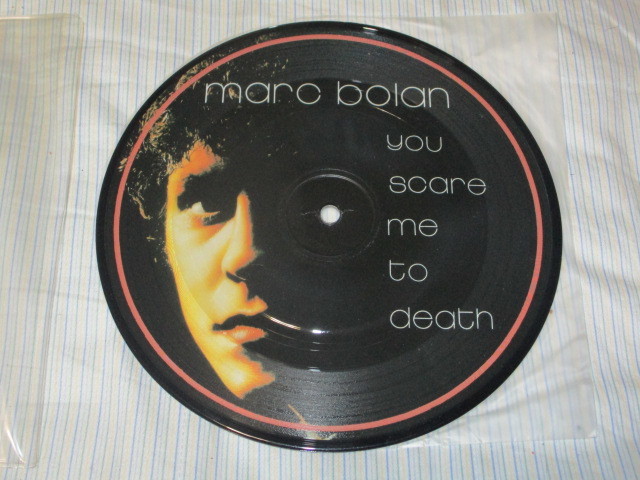 marc bolan
you
scare
me
to
death